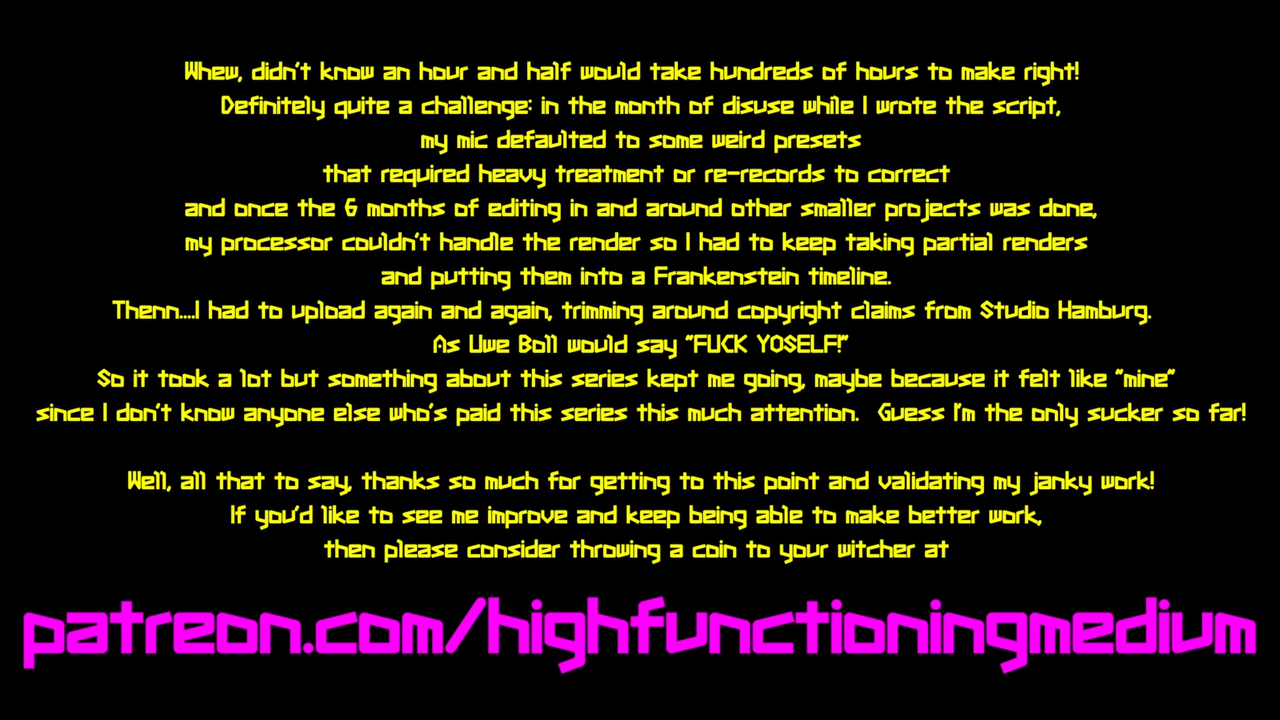 Whew, didn't know an hour and half would take hundreds of hours to make right!
Definitely quite a challenge: in the month of disuse while I wrote the script,
my mic defaulted to some weird presets
that required heavy treatment or re-records to correct
and once the 6 months of editing in and around other smaller projects was done,
my processor couldn't handle the render so I had to keep taking partial renders
and putting them into a Frankenstein timeline.
Thenn....I had to upload again and again, trimming around copyright claims from Studio Hamburg.
As Uwe Boll would say "FUCK YOSELF!"
So it took a lot but something about this series kept me going, maybe because it felt like "mine"
since I don't know anyone else who's paid this series this much attention.  Guess I'm the only sucker so far!
Well, all that to say, thanks so much for getting to this point and validating my janky work!
If you'd like to see me improve and keep being able to make better work,
then please consider throwing a coin to your witcher at
patreon.com/highfunctioningmedium